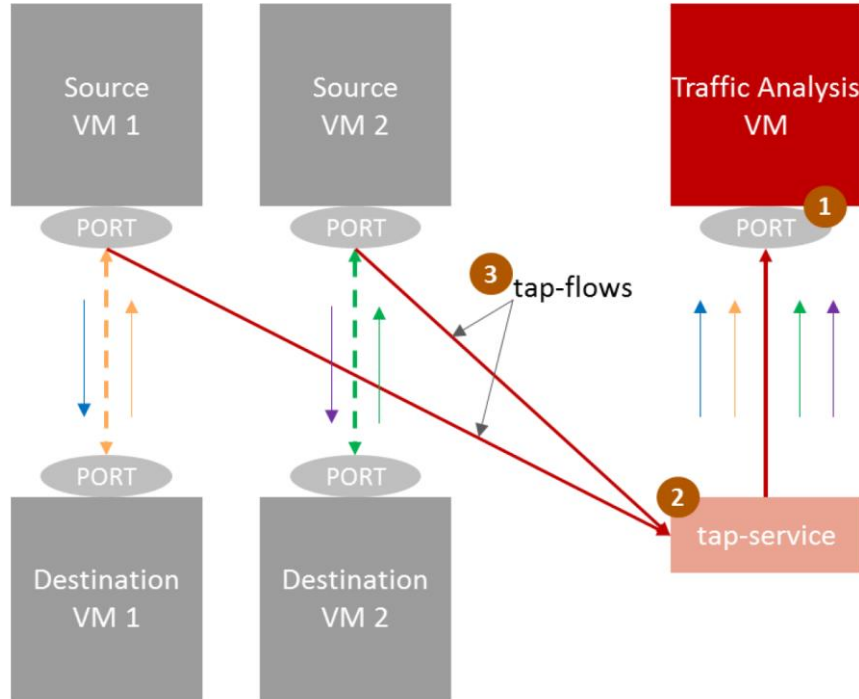 Source
VM 1
Source
VM 2
Traffic Analysis
VM
PORT
PORT
PORT
1
3
tap-flows
PORT
PORT
2
tap-service
Destination
VM 1
Destination
VM 2